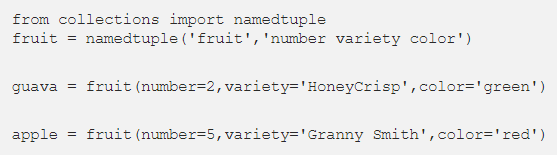 from collections import namedtuple
fruit = namedtuple('fruit','number variety color')
guava = fruit(number=2,variety='HoneyCrisp',color='green')
apple = fruit(number=5,variety='Granny Smith',color='red')